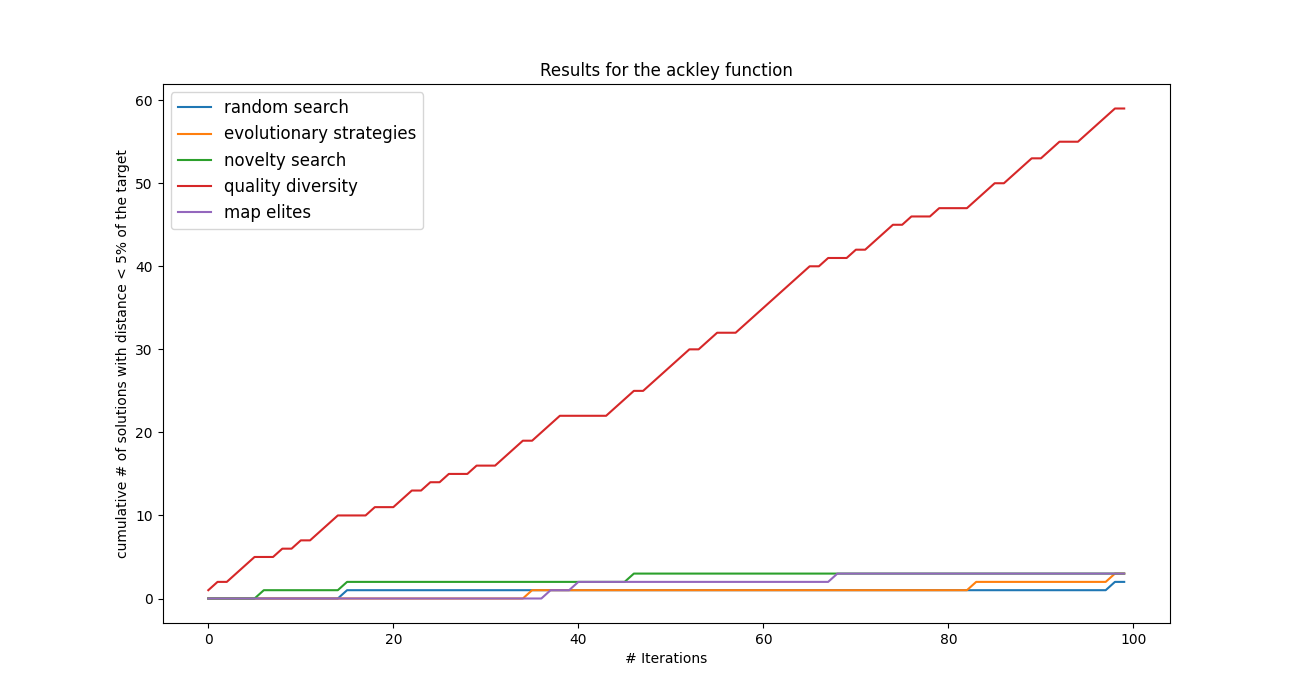 Results for the ackley function
random search
evolutionary strategies
novelty search
quality diversity
map elites
cumulative # of solutions with distance < 5% of the target
60
50
40
30
20
10
0
0 20 40 60 80 100
# Iterations